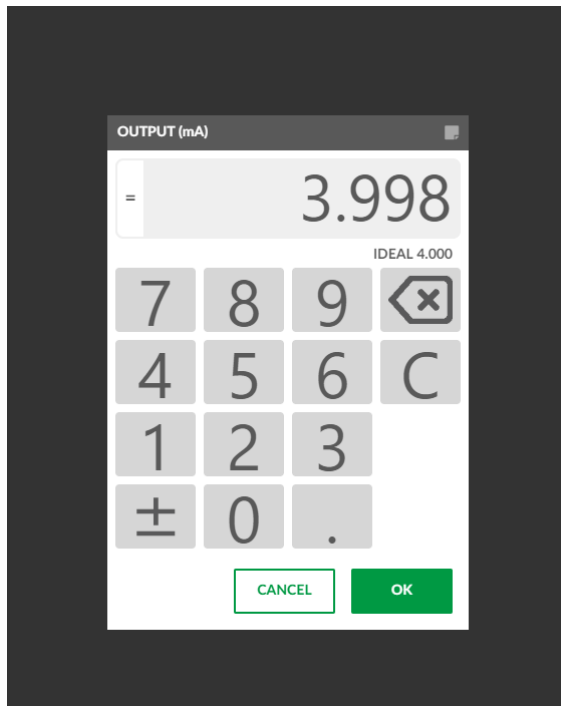 OUTPUT (mA)
= 3.998
IDEAL 4.000
7 8 9
4 5 6 C
1 2 3
± 0 .
CANCEL OK